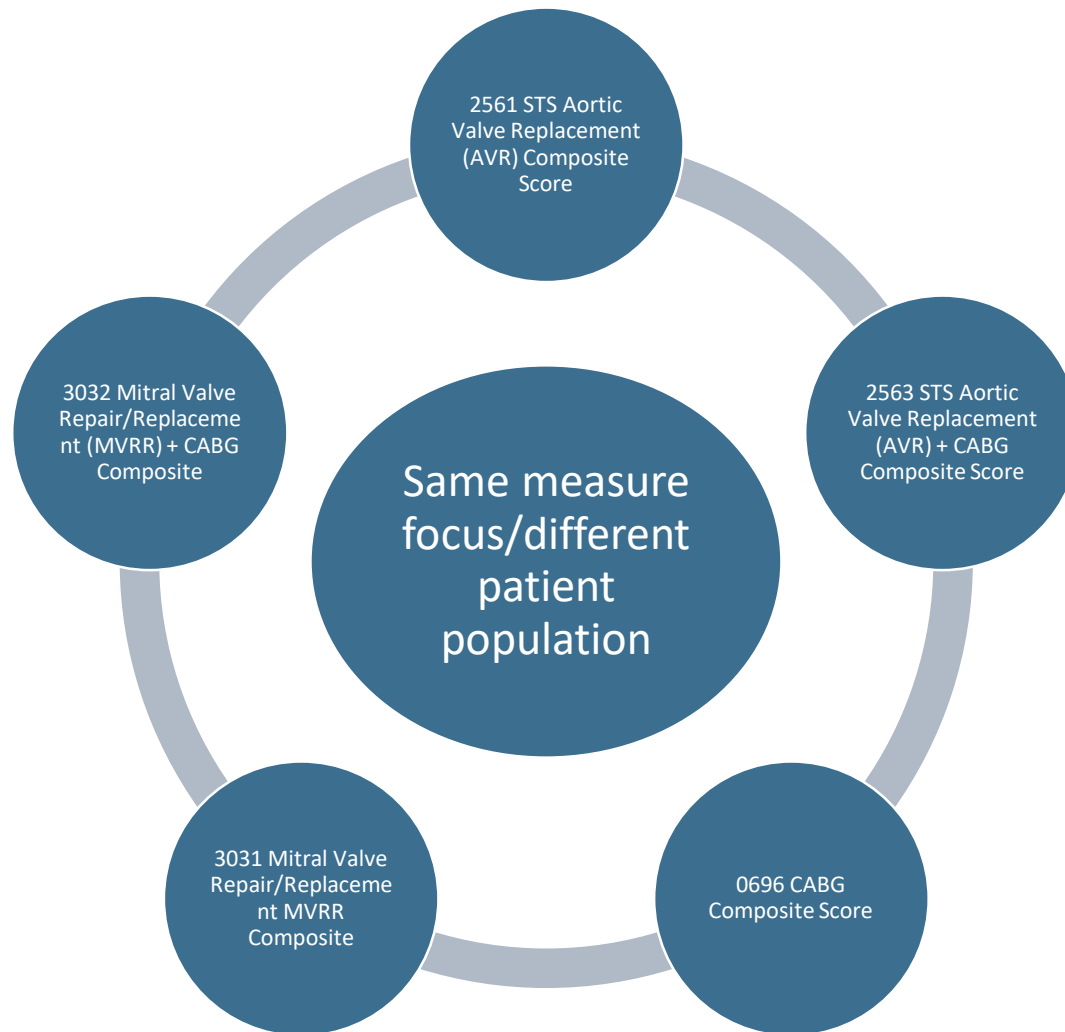 2561 STS Aortic
Valve Replacement
(AVR) Composite
Score
2563 STS Aortic
Valve Replacement
(AVR) + CABG
Composite Score
0696 CABG
Composite Score
3031 Mitral Valve
Repair/Replaceme
nt MVRR
Composite
3032 Mitral Valve
Repair/Replaceme
nt (MVRR) + CABG
Composite
Same measure
focus/different
patient
population